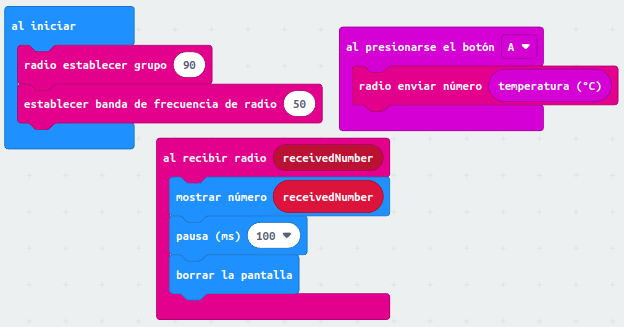 al iniciar
radio establecer grupo 90
establecer banda de frecuencia de radio 50
al presionarse el botón A
radio enviar número temperatura (°C)
al recibir radio receivedNumber
mostrar número receivedNumber
pausa (ms) 100
borrar la pantalla